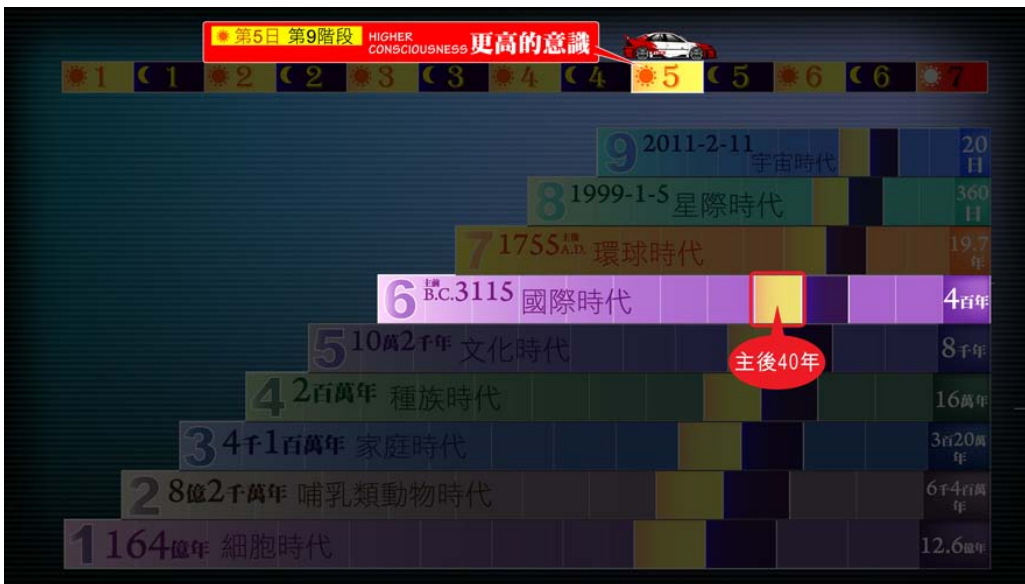 第5日 第9階段 HIGHER CONSCIOUSNESS 更高的意識
1 1 2 2 3 3 4 4 5 5 6 6 7
9 2011-2-11 宇宙時代 20日
8 1999-1-5 星際時代 360日
7 1755 主後 A.D. 環球時代 19.7年
6 主前 B.C.3115 國際時代 4百年
主後40年
5 10萬2千年 文化時代 8千年
4 2百萬年 種族時代 16萬年
3 4千1百萬年 家庭時代 3百20萬年
2 8億2千萬年 哺乳類動物時代 6千4百萬年
1 164億年 細胞時代 12.6億年